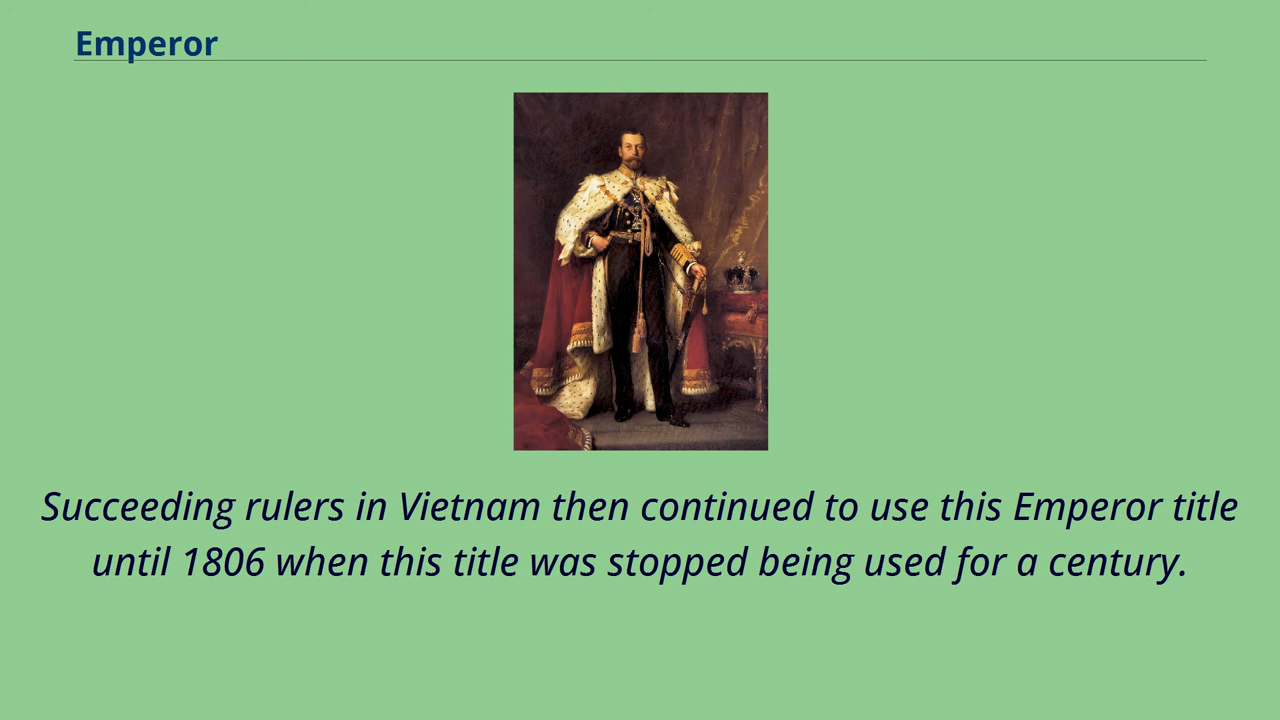 Emperor
Succeeding rulers in Vietnam then continued to use this Emperor title
until 1806 when this title was stopped being used for a century.